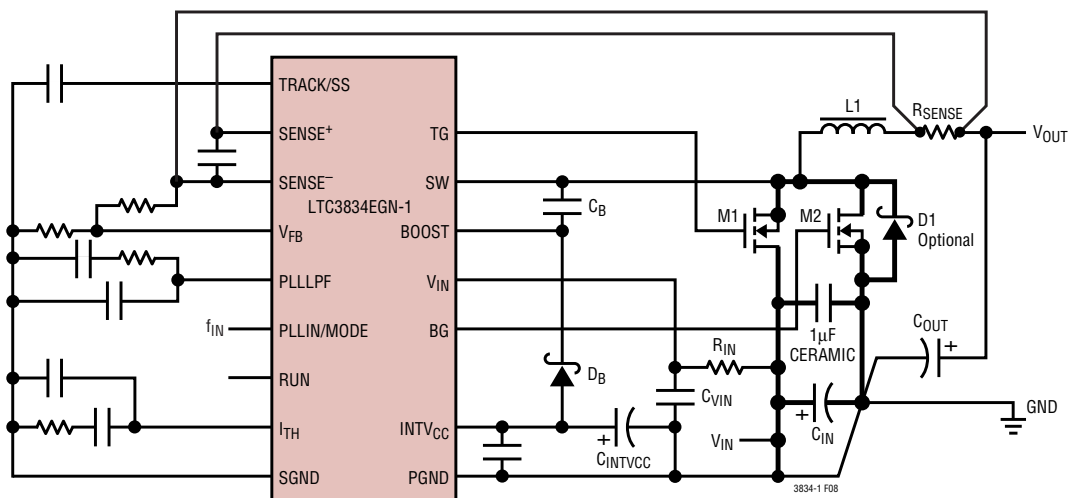 TRACK/SS
SENSE+
SENSE–
LTC3834EGN-1
VFB
PLLLPF
fIN
PLLIN/MODE
RUN
ITH
SGND
TG
SW
BOOST
VIN
BG
INTVCC
PGND
CB
DB
CINTVCC
CVIN
RIN
VIN
M1
M2
L1
RSENSE
VOUT
D1
Optional
1µF
CERAMIC
CIN
COUT
GND
+
+
+
3834-1 F08